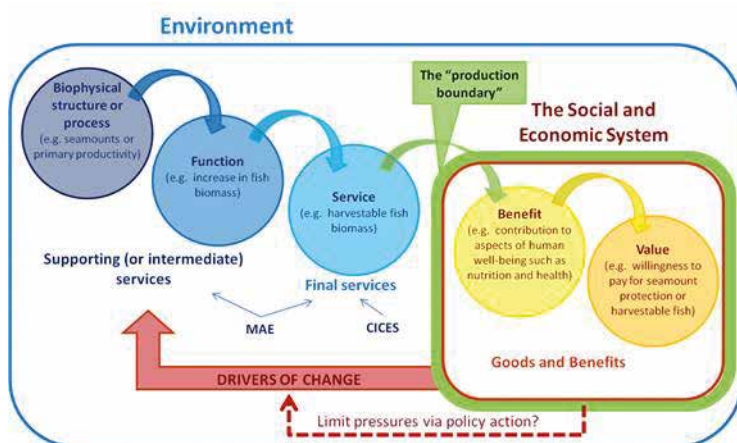 Environment
Biophysical
structure or
process
(e.g. seamounts or
primary productivity)
Function
(e.g. increase in fish
biomass)
Service
(e.g. harvestable fish
biomass)
The "production
boundary"
The Social and
Economic System
Benefit
(e.g. contribution to
aspects of human
well-being such as
nutrition and health)
Value
(e.g. willingness to
pay for seamount
protection or
harvestable fish)
Supporting (or intermediate)
services
Final services
MAE
CICES
Goods and Benefits
DRIVERS OF CHANGE
Limit pressures via policy action?